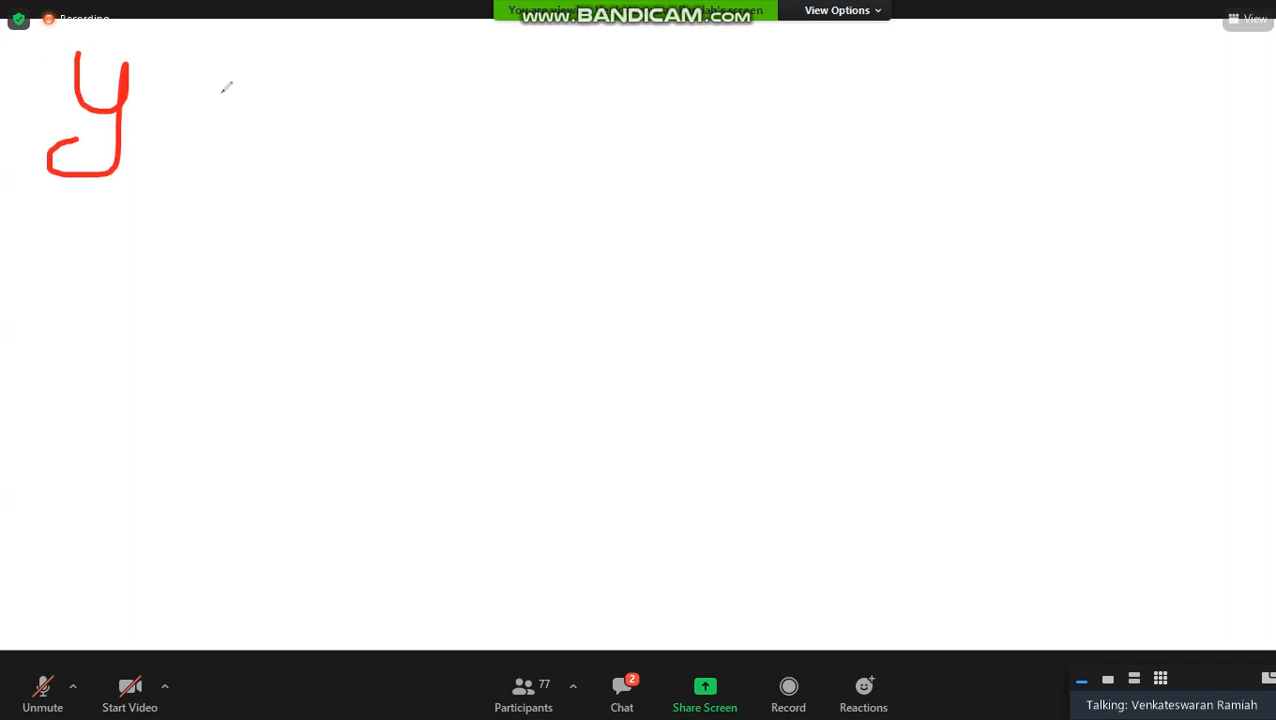 Recording
www.BANDICAM.com
View Options
View
y
77
2
Unmute
Start Video
Participants
Chat
Share Screen
Record
Reactions
Talking: Venkateswaran Ramiah